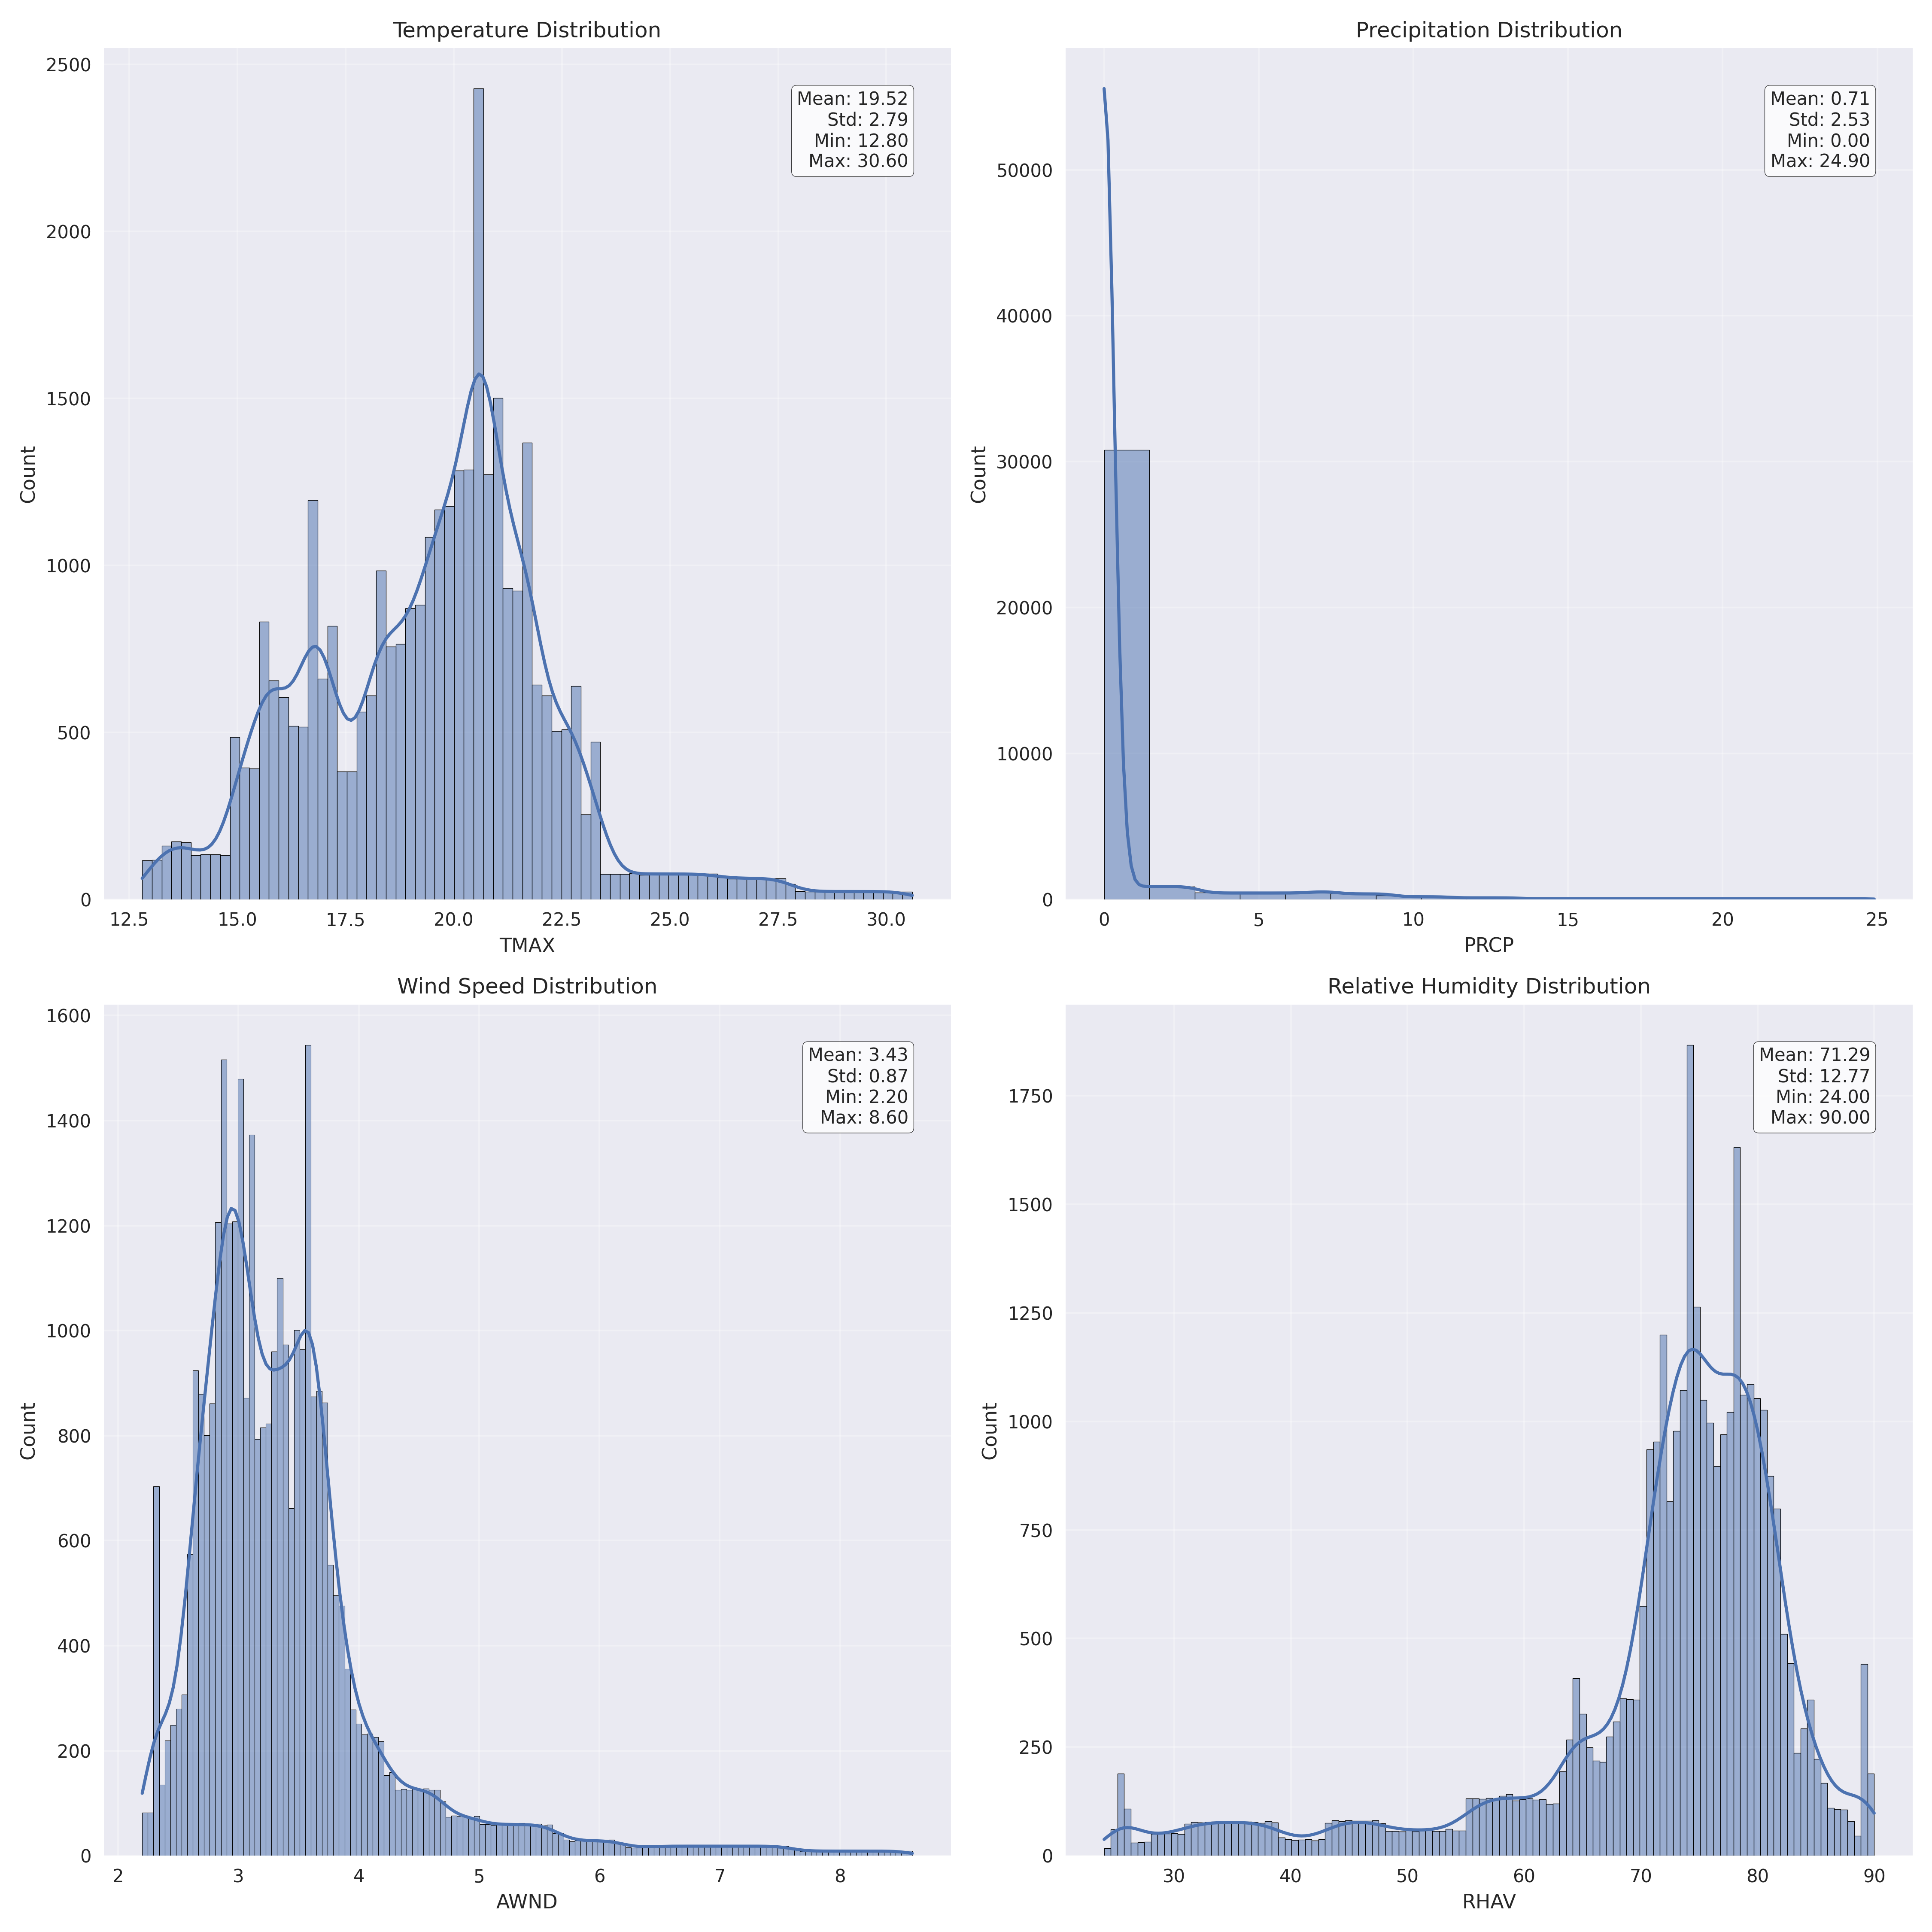 Temperature Distribution
2500
2000
1500
1000
500
0
Count
Mean: 19.52
Std: 2.79
Min: 12.80
Max: 30.60
12.5 15.0 17.5 20.0 22.5 25.0 27.5 30.0
TMAX
Precipitation Distribution
50000
40000
30000
20000
10000
0
Count
Mean: 0.71
Std: 2.53
Min: 0.00
Max: 24.90
0 5 10 15 20 25
PRCP
Wind Speed Distribution
1600
1400
1200
1000
800
600
400
200
0
Count
Mean: 3.43
Std: 0.87
Min: 2.20
Max: 8.60
2 3 4 5 6 7 8
AWND
Relative Humidity Distribution
1750
1500
1250
1000
750
500
250
0
Count
Mean: 71.29
Std: 12.77
Min: 24.00
Max: 90.00
30 40 50 60 70 80 90
RHAV